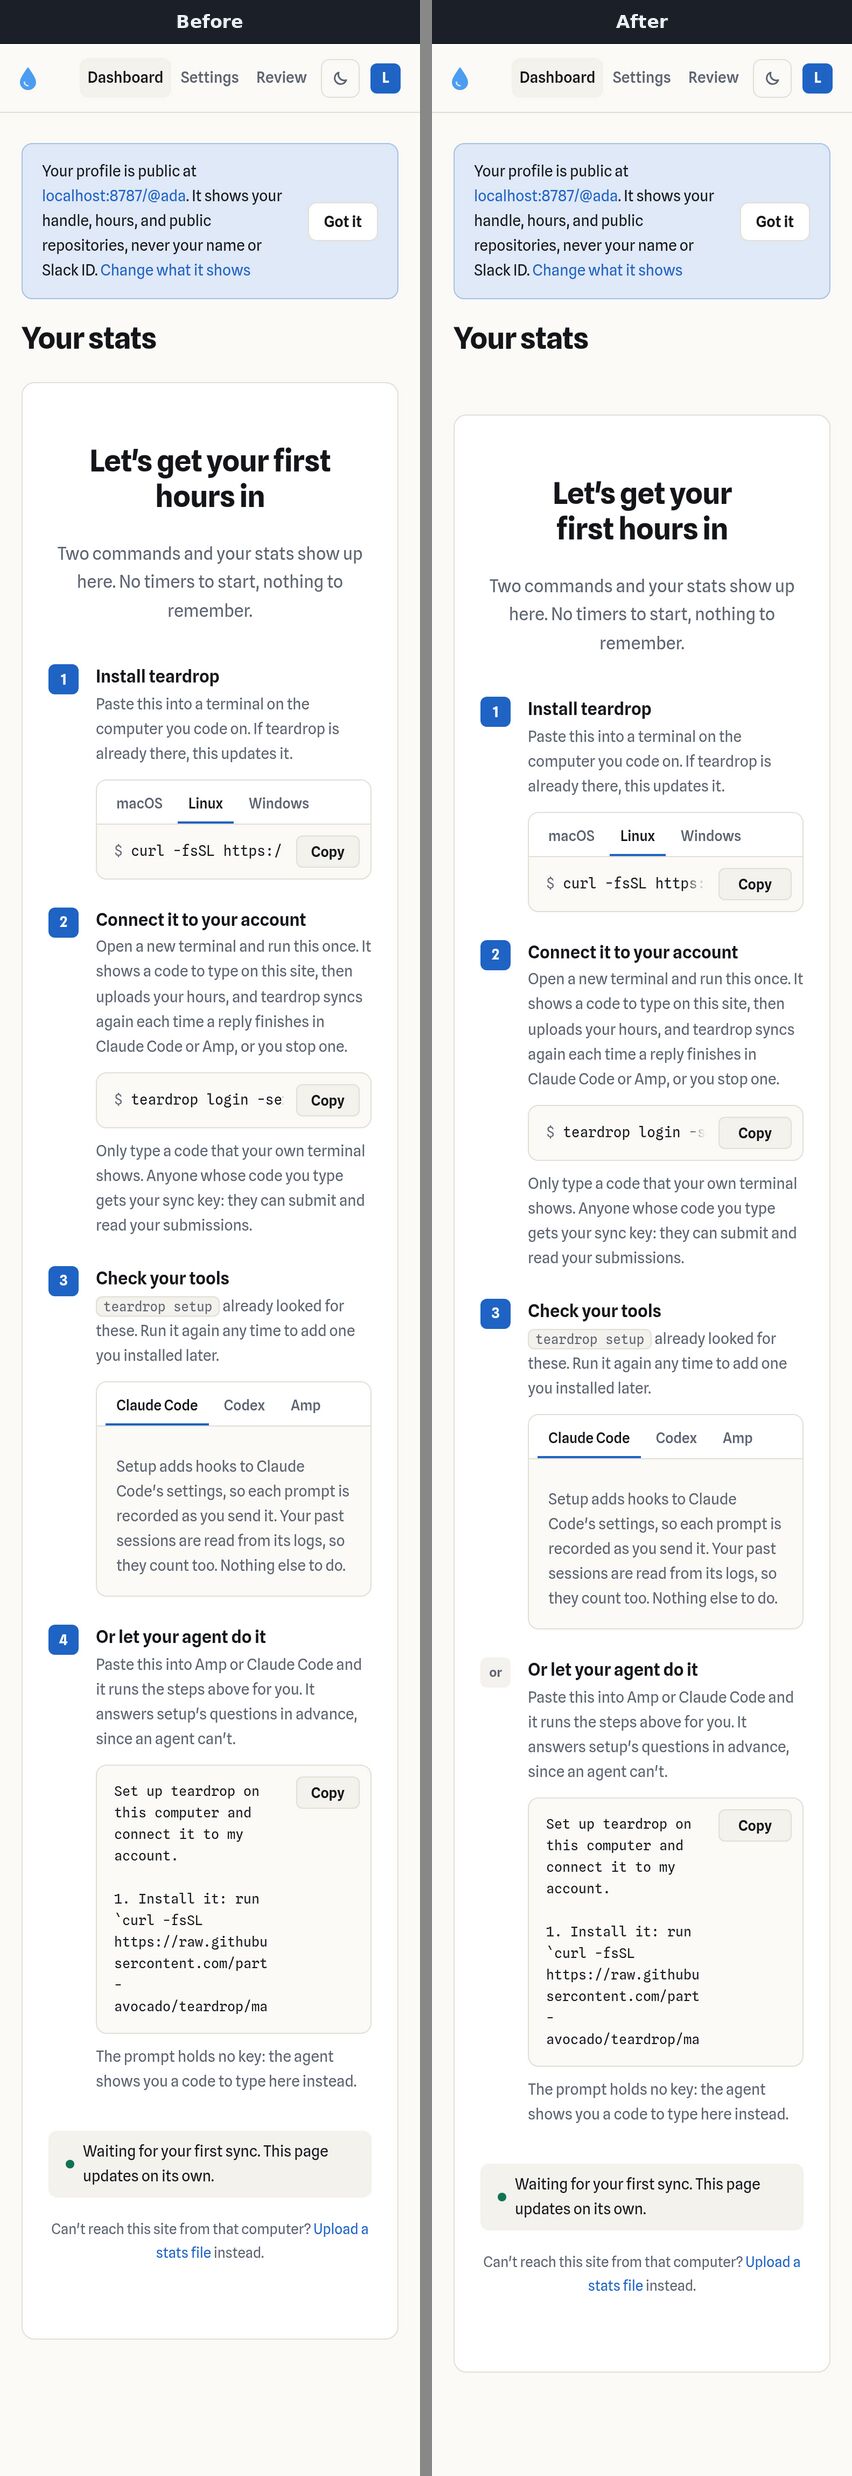 Before
Dashboard Settings Review L
Your profile is public at
localhost:8787/@ada. It shows your
handle, hours, and public
repositories, never your name or
Slack ID. Change what it shows
Got it
Your stats
Let's get your first
hours in
Two commands and your stats show up
here. No timers to start, nothing to
remember.
1 Install teardrop
Paste this into a terminal on the
computer you code on. If teardrop is
already there, this updates it.
macOS Linux Windows
$ curl -fsSL https:/ Copy
2 Connect it to your account
Open a new terminal and run this once. It
shows a code to type on this site, then
uploads your hours, and teardrop syncs
again each time a reply finishes in
Claude Code or Amp, or you stop one.
$ teardrop login -se Copy
Only type a code that your own terminal
shows. Anyone whose code you type
gets your sync key: they can submit and
read your submissions.
3 Check your tools
teardrop setup already looked for
these. Run it again any time to add one
you installed later.
Claude Code Codex Amp
Setup adds hooks to Claude
Code's settings, so each prompt is
recorded as you send it. Your past
sessions are read from its logs, so
they count too. Nothing else to do.
4 Or let your agent do it
Paste this into Amp or Claude Code and
it runs the steps above for you. It
answers setup's questions in advance,
since an agent can't.
Set up teardrop on Copy
this computer and
connect it to my
account.
1. Install it: run
`curl -fsSL
https://raw.githubu
sercontent.com/part
-
avocado/teardrop/ma
The prompt holds no key: the agent
shows you a code to type here instead.
Waiting for your first sync. This page
updates on its own.
Can't reach this site from that computer? Upload a
stats file instead.
After
Dashboard Settings Review L
Your profile is public at
localhost:8787/@ada. It shows your
handle, hours, and public
repositories, never your name or
Slack ID. Change what it shows
Got it
Your stats
Let's get your
first hours in
Two commands and your stats show up
here. No timers to start, nothing to
remember.
1 Install teardrop
Paste this into a terminal on the
computer you code on. If teardrop is
already there, this updates it.
macOS Linux Windows
$ curl -fsSL https: Copy
2 Connect it to your account
Open a new terminal and run this once. It
shows a code to type on this site, then
uploads your hours, and teardrop syncs
again each time a reply finishes in
Claude Code or Amp, or you stop one.
$ teardrop login -s Copy
Only type a code that your own terminal
shows. Anyone whose code you type
gets your sync key: they can submit and
read your submissions.
3 Check your tools
teardrop setup already looked for
these. Run it again any time to add one
you installed later.
Claude Code Codex Amp
Setup adds hooks to Claude
Code's settings, so each prompt is
recorded as you send it. Your past
sessions are read from its logs, so
they count too. Nothing else to do.
or Or let your agent do it
Paste this into Amp or Claude Code and
it runs the steps above for you. It
answers setup's questions in advance,
since an agent can't.
Set up teardrop on Copy
this computer and
connect it to my
account.
1. Install it: run
`curl -fsSL
https://raw.githubu
sercontent.com/part
-
avocado/teardrop/ma
The prompt holds no key: the agent
shows you a code to type here instead.
Waiting for your first sync. This page
updates on its own.
Can't reach this site from that computer? Upload a
stats file instead.